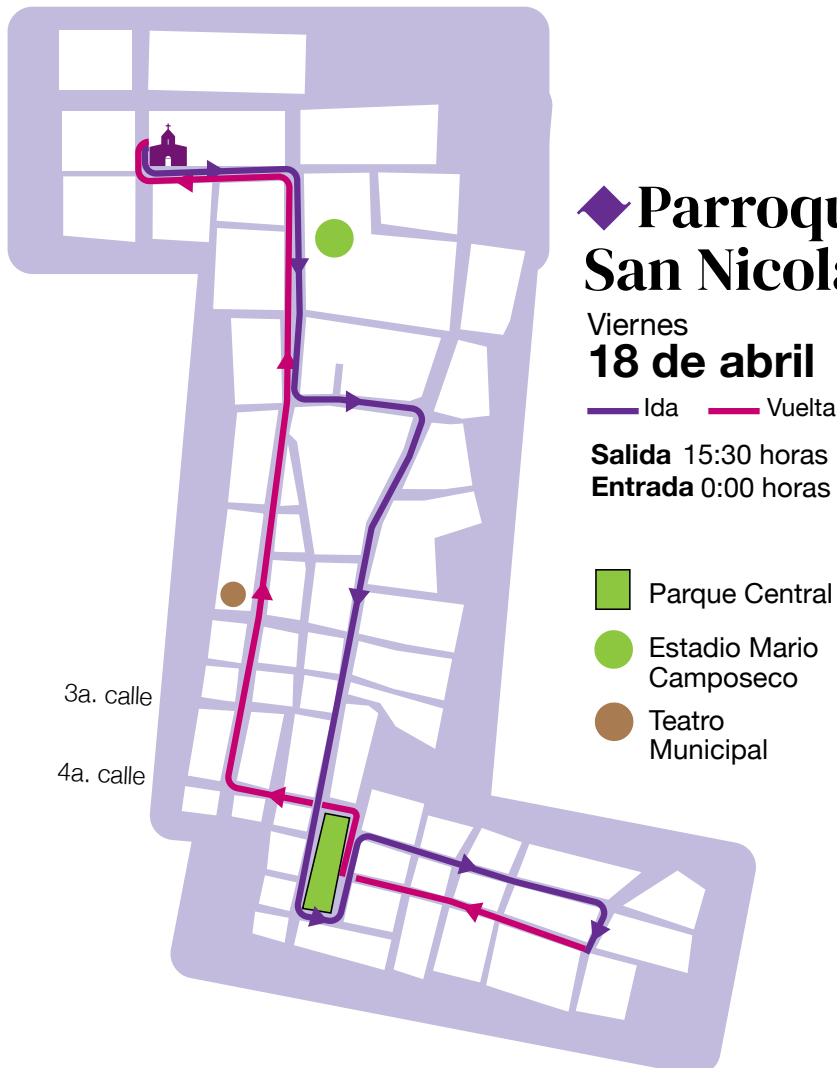 Parroqu
San Nicol
Viernes
18 de abril
Ida Vuelta
Salida 15:30 horas
Entrada 0:00 horas
Parque Central
Estadio Mario
Camposeco
Teatro
Municipal
3a. calle
4a. calle